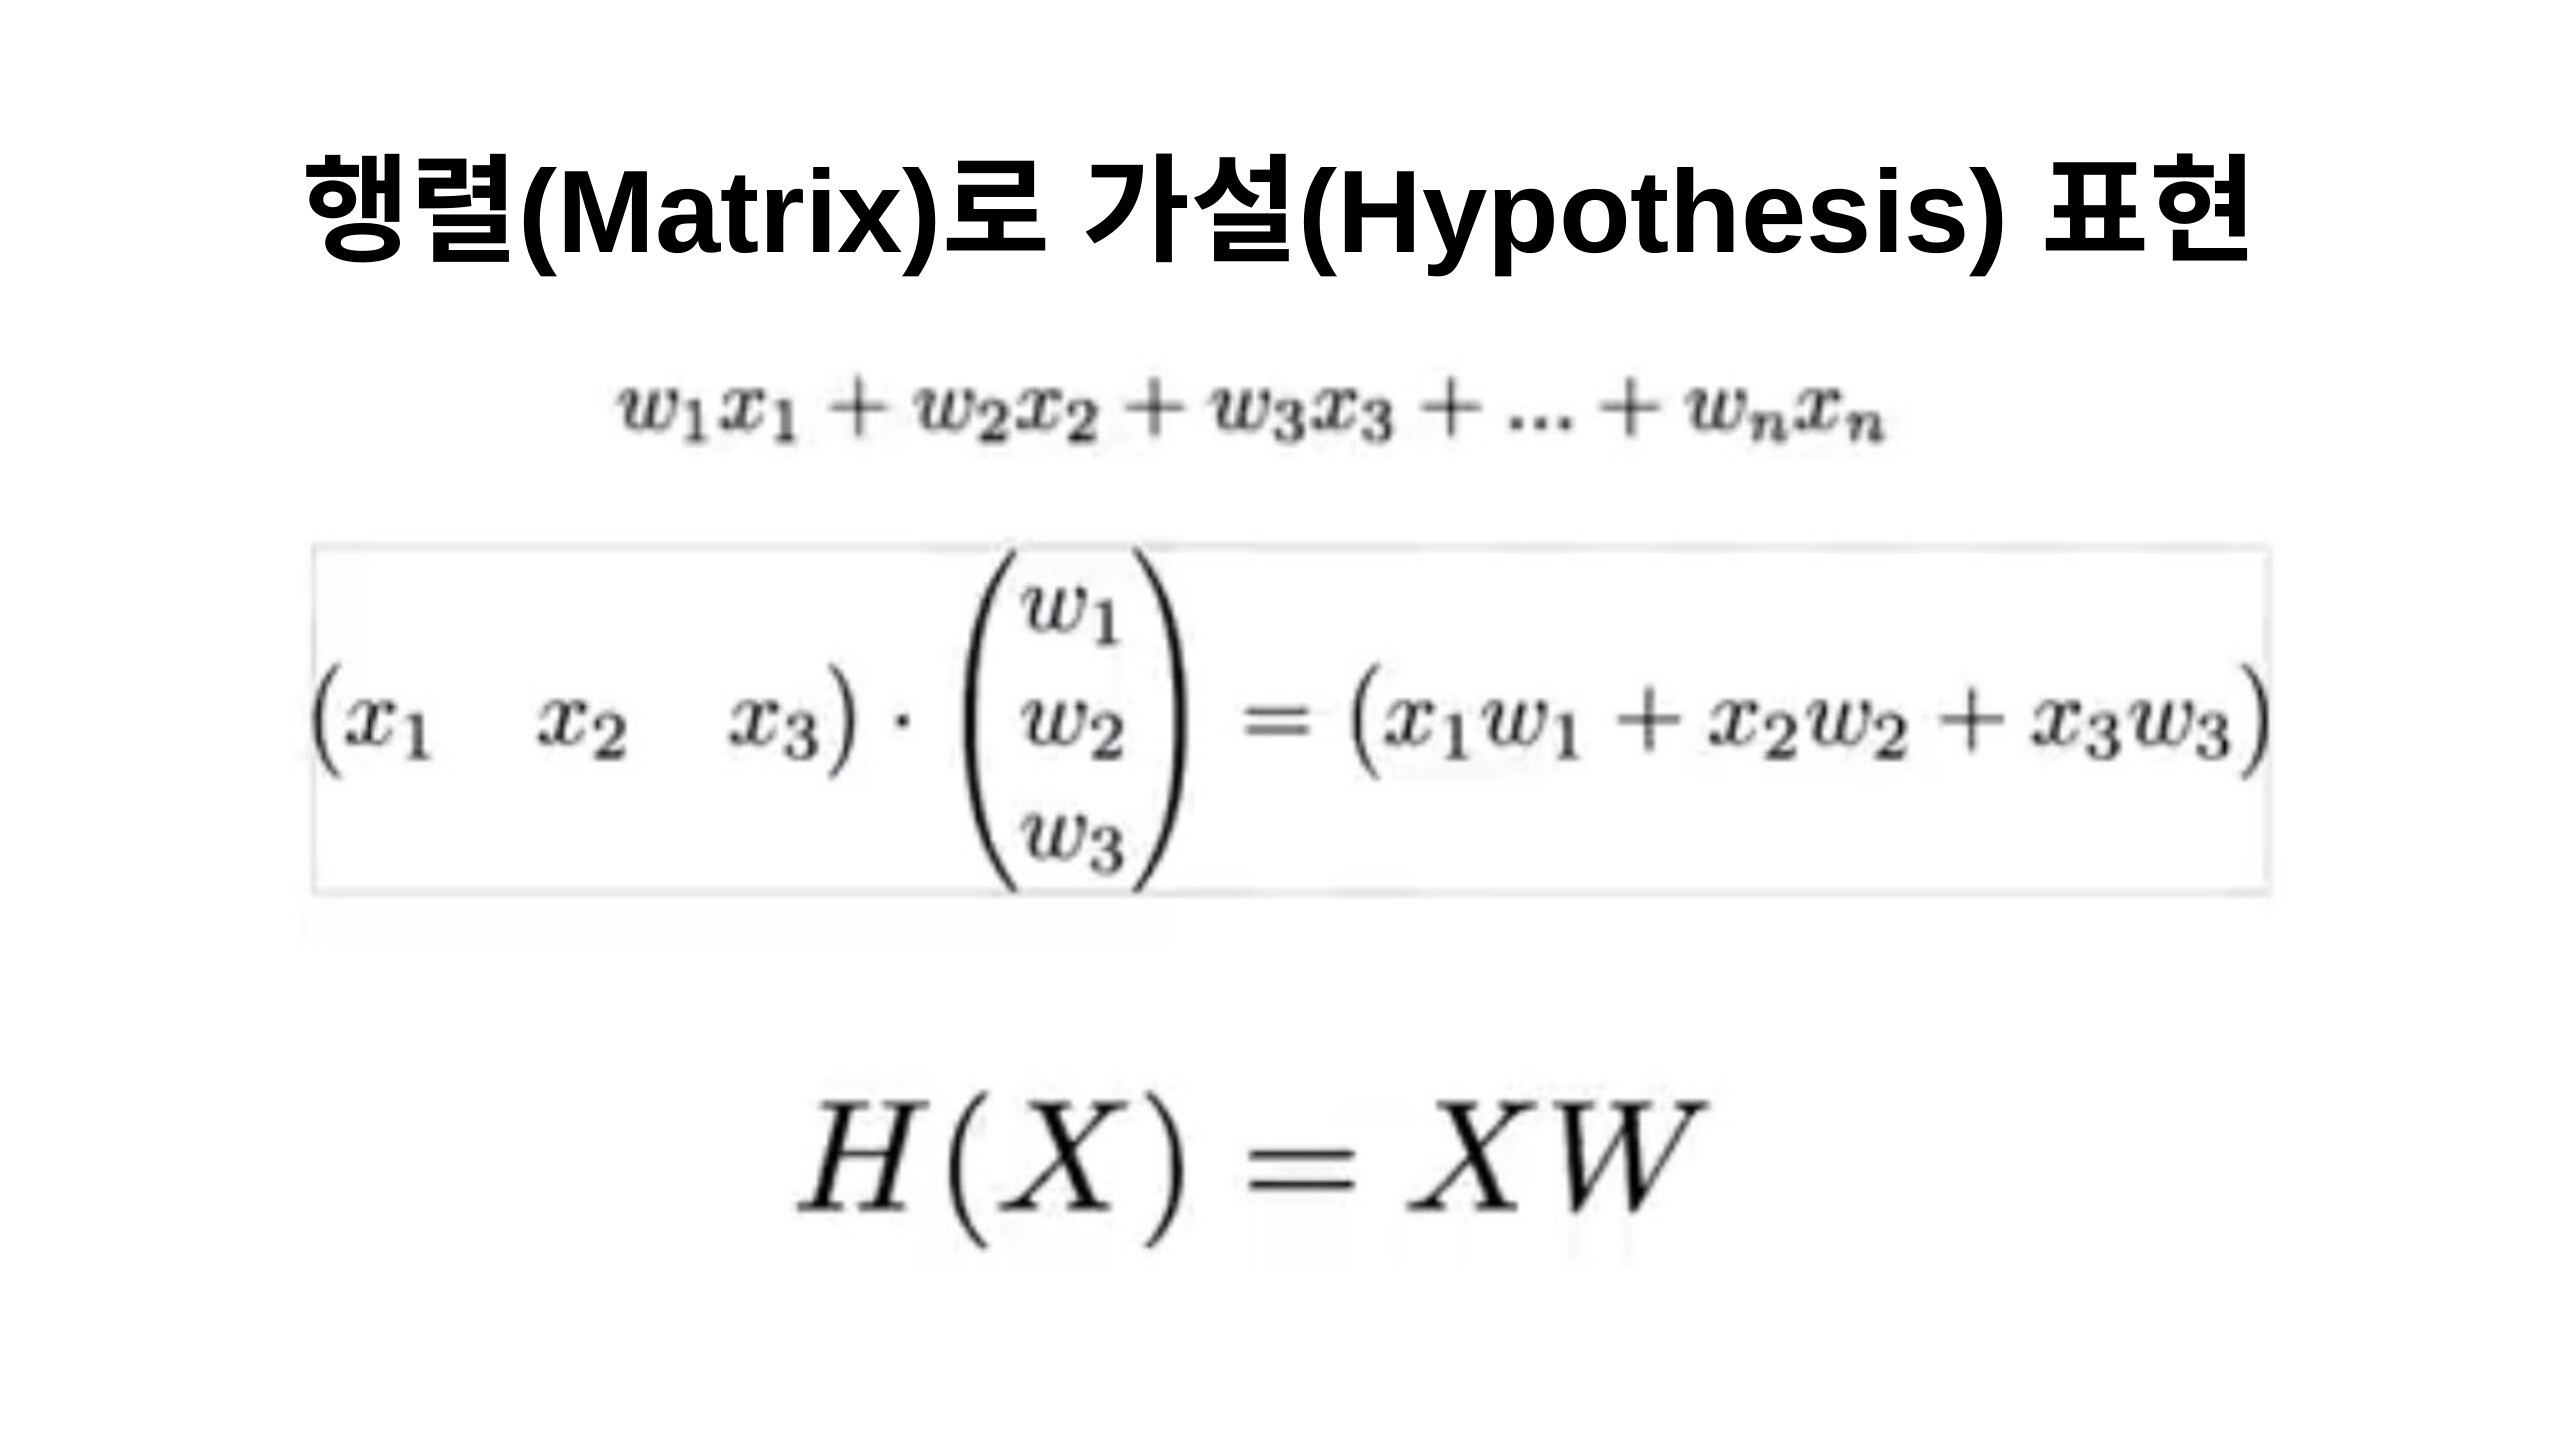 행렬(Matrix)로 가설(Hypothesis) 표현
w₁x₁ + w₂x₂ + w₃x₃ + ... + wₙxₙ
(x₁ x₂ x₃) · (w₁ w₂ w₃) = (x₁w₁ + x₂w₂ + x₃w₃)
H(X) = XW